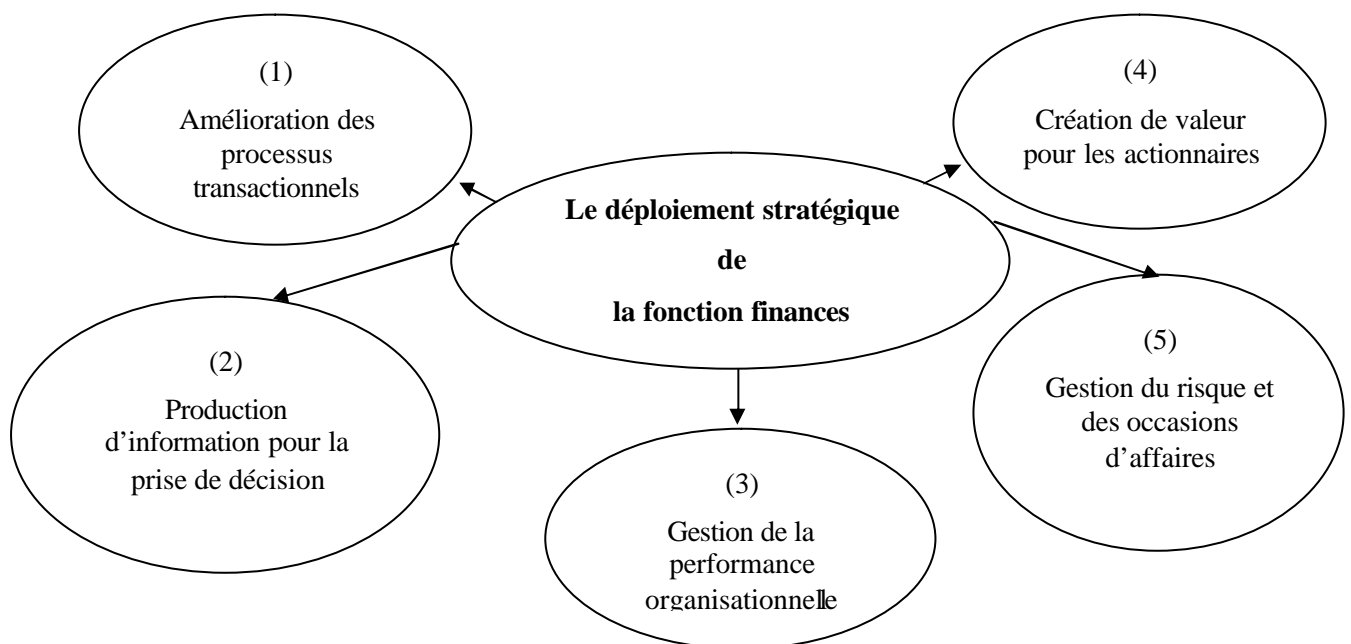 (1)
Amélioration des
processus
transactionnels
(4)
Création de valeur
pour les actionnaires
Le déploiement stratégique
de
la fonction finances
(2)
Production
d’information pour la
prise de décision
(5)
Gestion du risque et
des occasions
d’affaires
(3)
Gestion de la
performance
organisationnelle